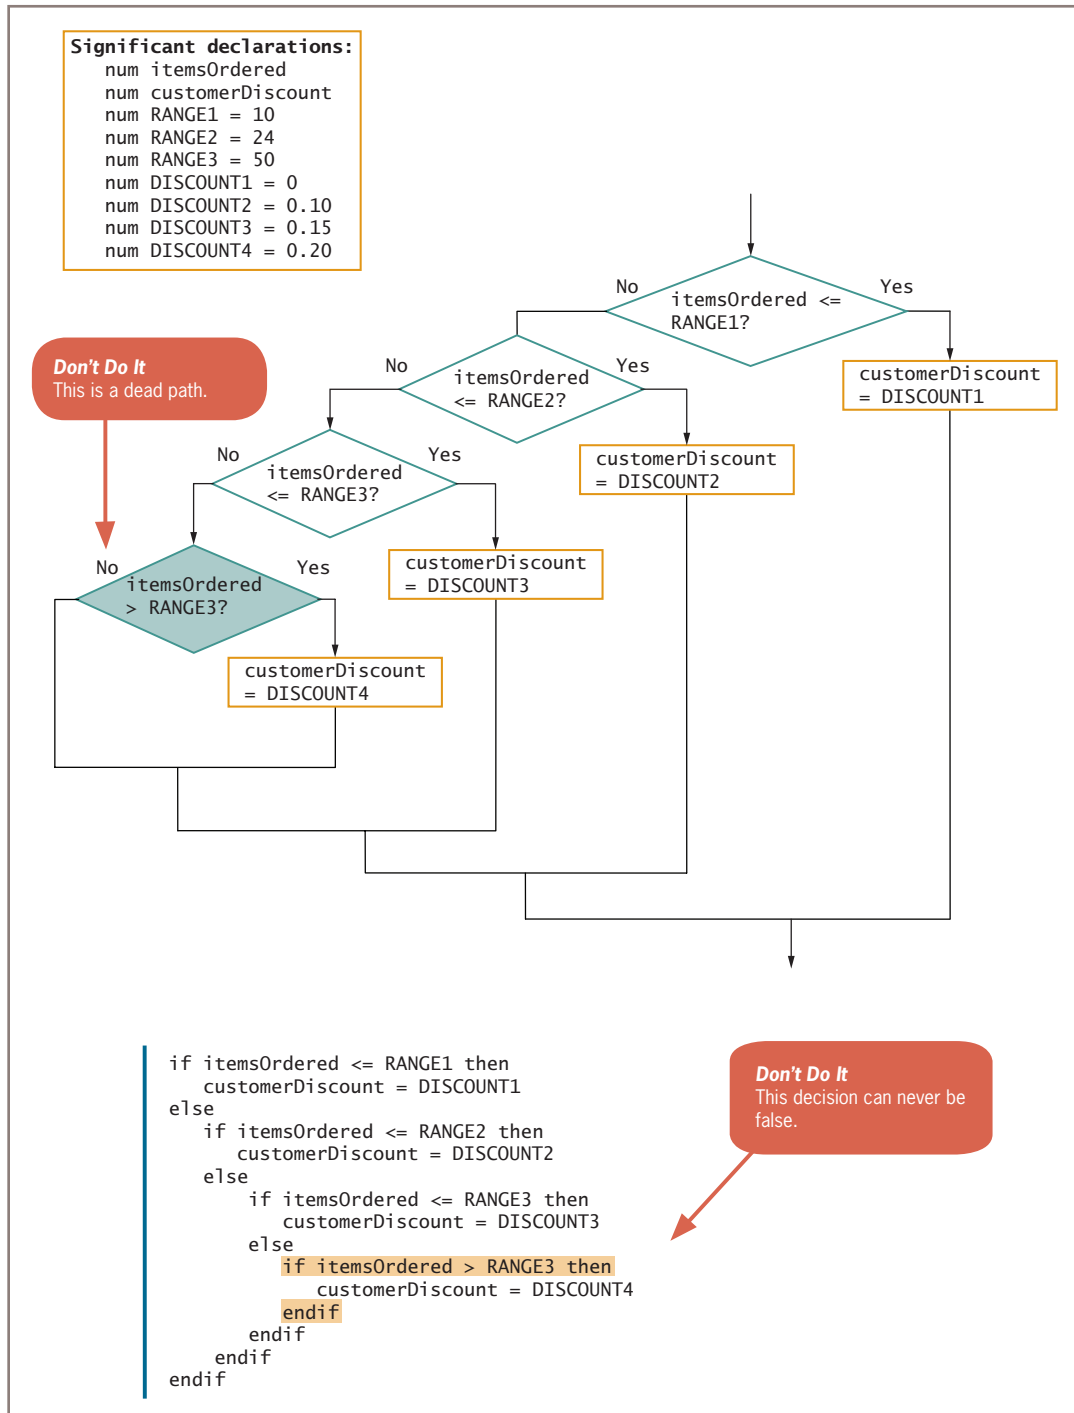 Significant declarations:
num itemsOrdered
num customerDiscount
num RANGE1 = 10
num RANGE2 = 24
num RANGE3 = 50
num DISCOUNT1 = 0
num DISCOUNT2 = 0.10
num DISCOUNT3 = 0.15
num DISCOUNT4 = 0.20
No
itemsOrdered <=
RANGE1?
Yes
customerDiscount
= DISCOUNT1
No
itemsOrdered
<= RANGE2?
Yes
customerDiscount
= DISCOUNT2
Don't Do It
This is a dead path.
No
itemsOrdered
<= RANGE3?
Yes
customerDiscount
= DISCOUNT3
No
itemsOrdered
> RANGE3?
Yes
customerDiscount
= DISCOUNT4
if itemsOrdered <= RANGE1 then
   customerDiscount = DISCOUNT1
else
   if itemsOrdered <= RANGE2 then
      customerDiscount = DISCOUNT2
   else
       if itemsOrdered <= RANGE3 then
          customerDiscount = DISCOUNT3
       else
          if itemsOrdered > RANGE3 then
             customerDiscount = DISCOUNT4
          endif
       endif
    endif
endif
Don't Do It
This decision can never be
false.